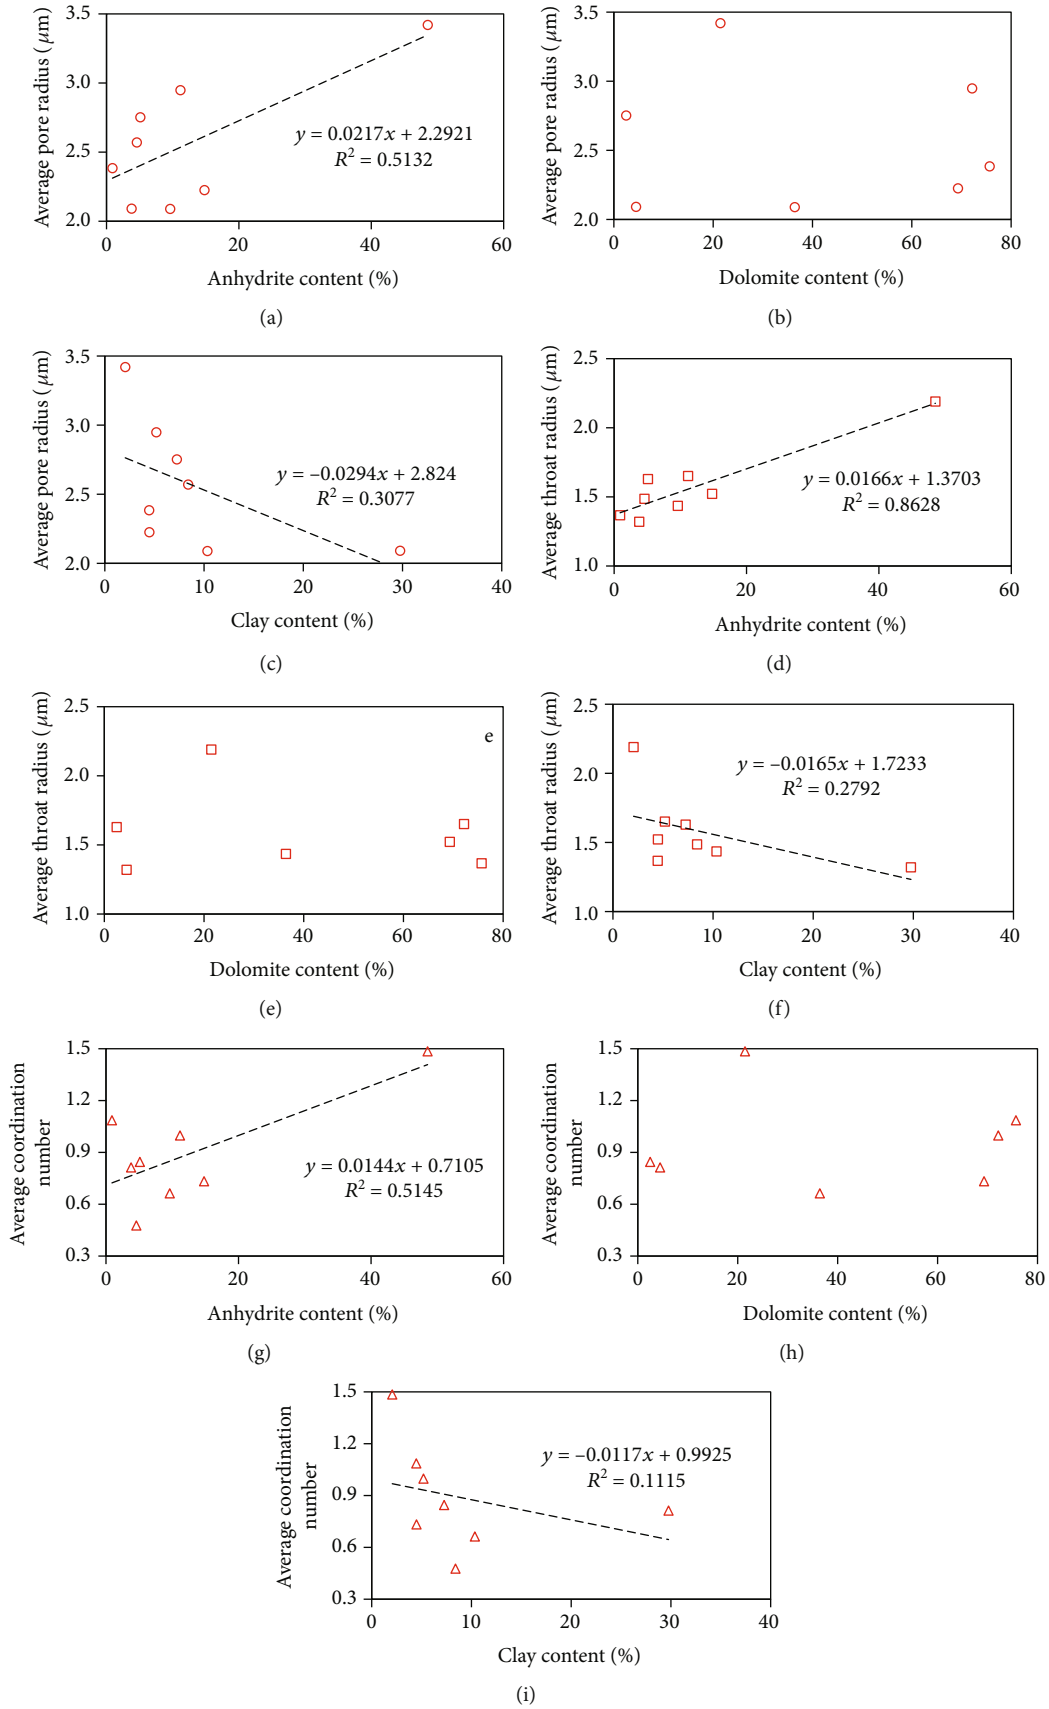 Average pore radius (μm)
3.5
3.0
2.5
2.0
0
20
40
60
y = 0.0217x + 2.2921
R² = 0.5132
Anhydrite content (%)
(a)
Average pore radius (μm)
3.5
3.0
2.5
2.0
0
20
40
60
80
Dolomite content (%)
(b)
Average pore radius (μm)
3.5
3.0
2.5
2.0
0
10
20
30
40
y = –0.0294x + 2.824
R² = 0.3077
Clay content (%)
(c)
Average throat radius (μm)
2.5
2.0
1.5
1.0
0
20
40
60
y = 0.0166x + 1.3703
R² = 0.8628
Anhydrite content (%)
(d)
Average throat radius (μm)
2.5
2.0
1.5
1.0
0
20
40
60
80
e
Dolomite content (%)
(e)
Average throat radius (μm)
2.5
2.0
1.5
1.0
0
10
20
30
40
y = –0.0165x + 1.7233
R² = 0.2792
Clay content (%)
(f)
Average coordination
number
1.5
1.2
0.9
0.6
0.3
0
20
40
60
y = 0.0144x + 0.7105
R² = 0.5145
Anhydrite content (%)
(g)
Average coordination
number
1.5
1.2
0.9
0.6
0.3
0
20
40
60
80
Dolomite content (%)
(h)
Average coordination
number
1.5
1.2
0.9
0.6
0.3
0
10
20
30
40
y = –0.0117x + 0.9925
R² = 0.1115
Clay content (%)
(i)